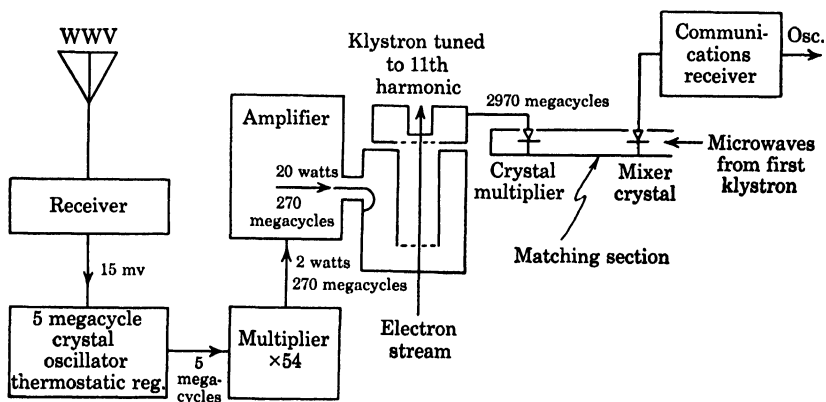 WWV
Receiver
15 mv
5 megacycle
crystal
oscillator
thermostatic reg.
5
mega-
cycles
Multiplier
×54
2 watts
270 megacycles
Amplifier
20 watts
270
megacycles
Klystron tuned
to 11th
harmonic
Electron
stream
2970 megacycles
Crystal
multiplier
Mixer
crystal
Matching section
Microwaves
from first
klystron
Communi-
cations
receiver
Osc.